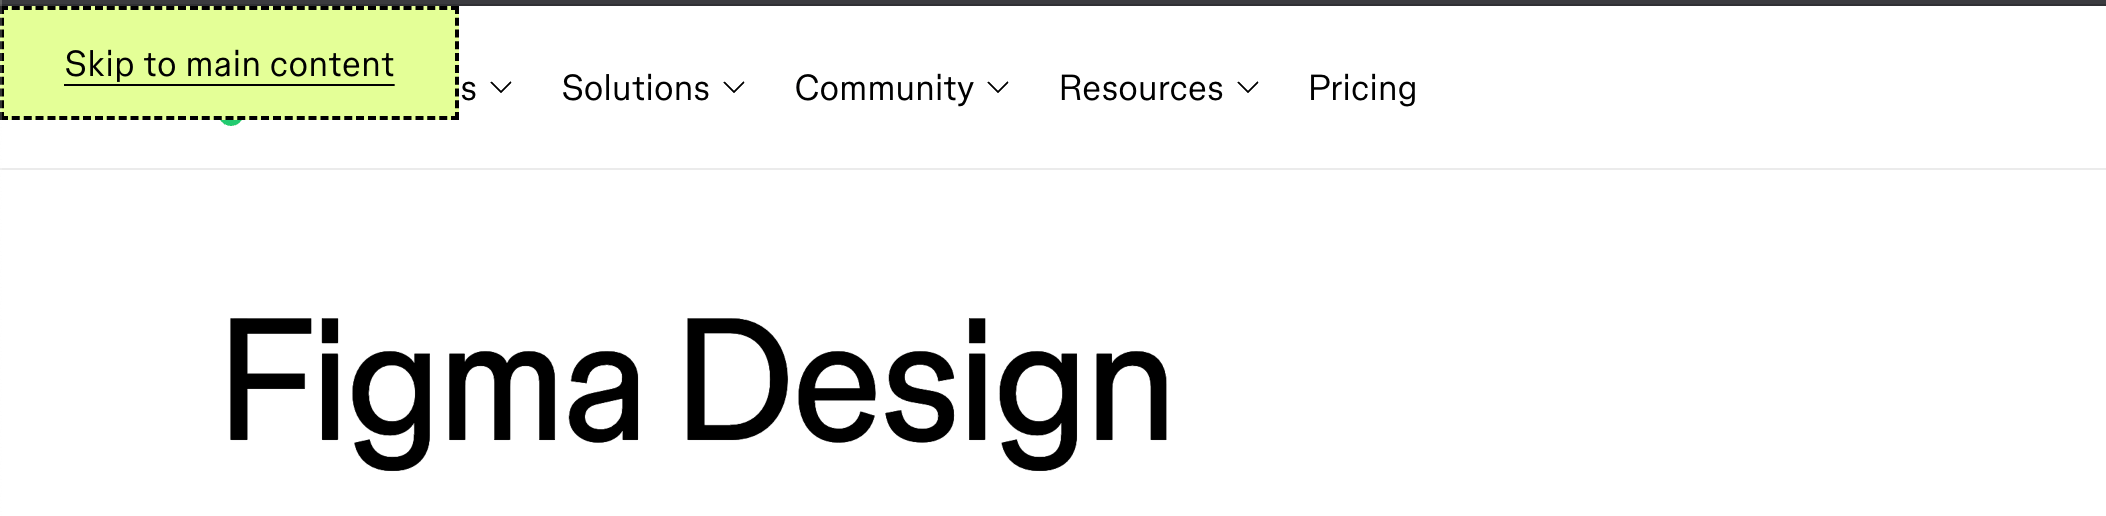 Skip to main content
s Solutions Community Resources Pricing
Figma Design